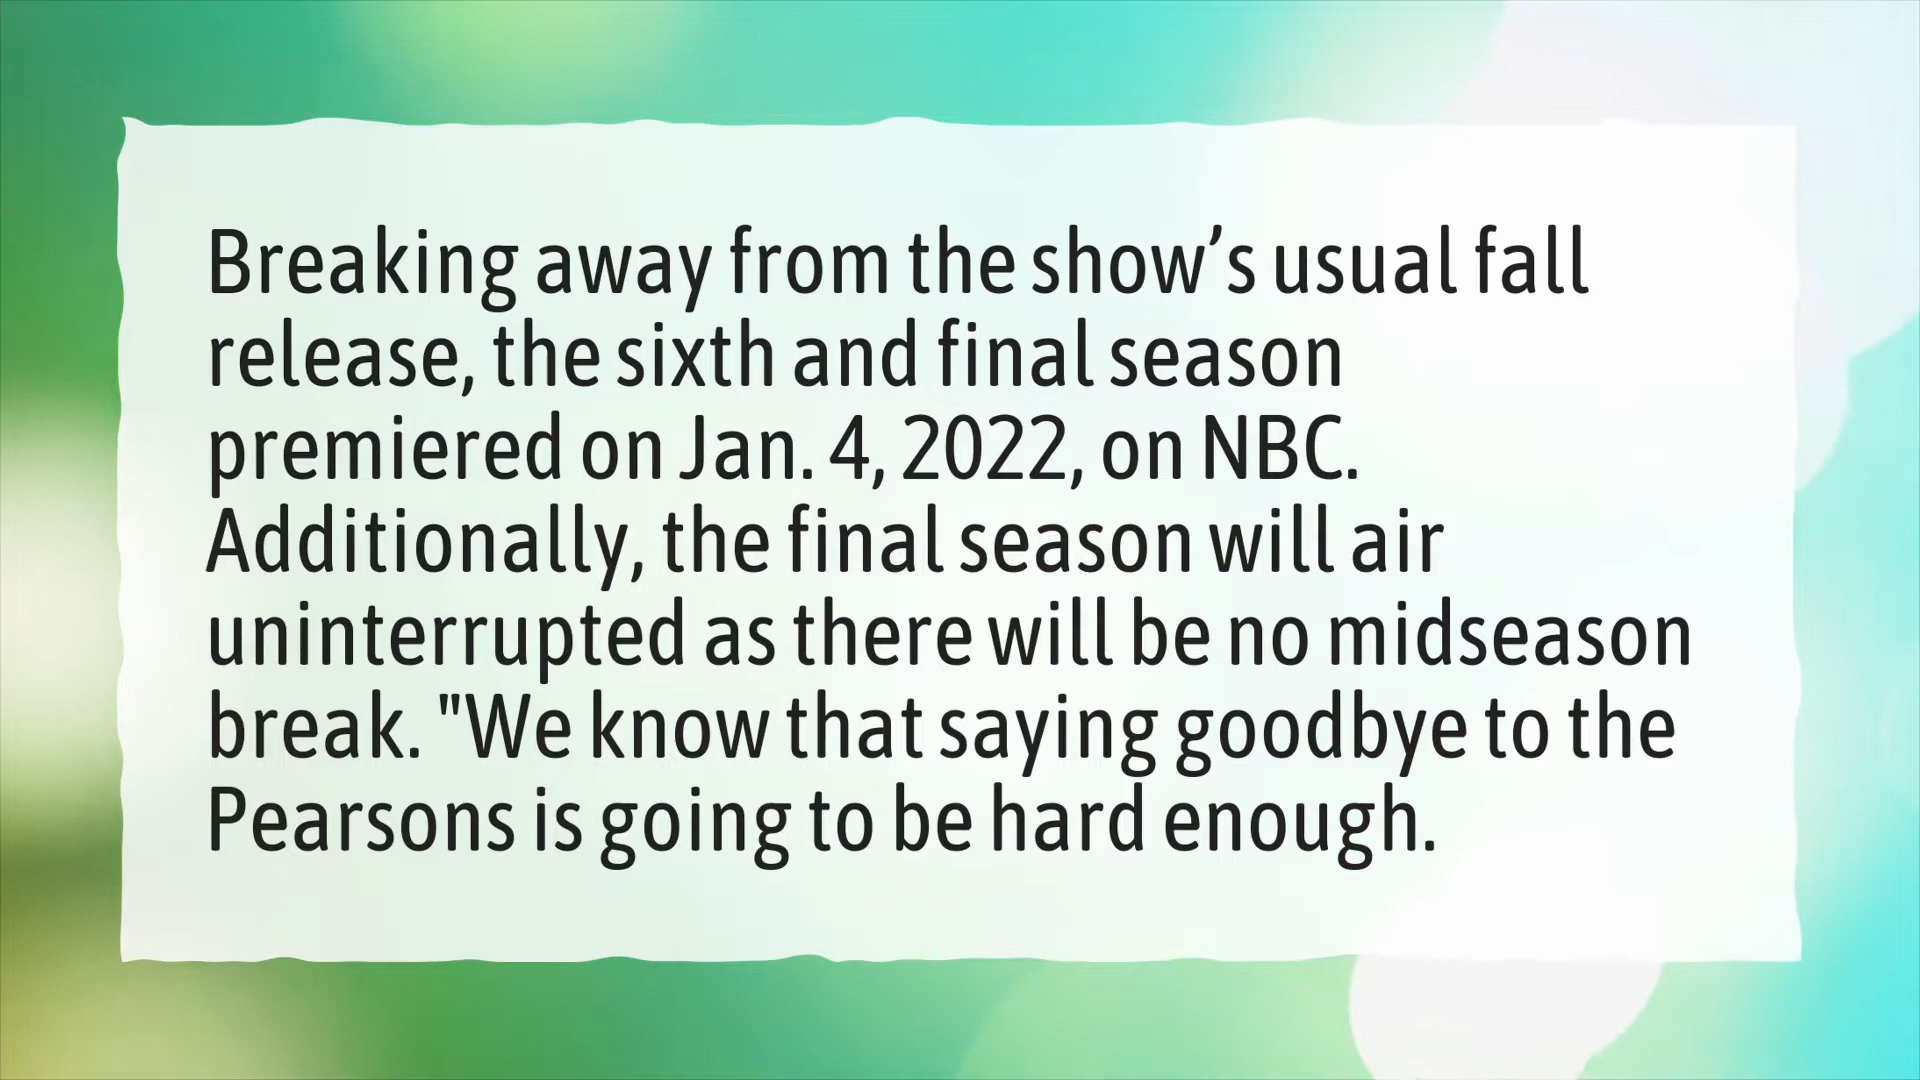 Breaking away from the show’s usual fall
release, the sixth and final season
premiered on Jan. 4, 2022, on NBC.
Additionally, the final season will air
uninterrupted as there will be no midseason
break. "We know that saying goodbye to the
Pearsons is going to be hard enough.